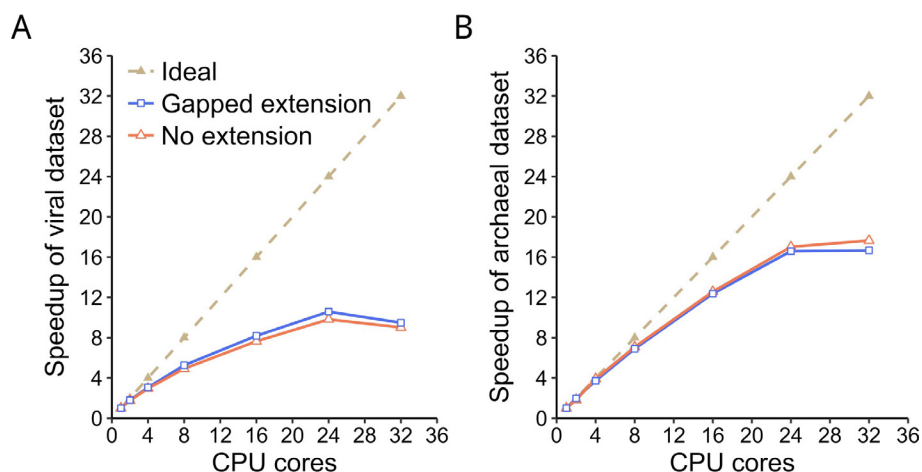 A
Speedup of viral dataset
36
32
28
24
20
16
12
8
4
0
Ideal
Gapped extension
No extension
0 4 8 12 16 20 24 28 32 36
CPU cores
B
Speedup of archaeal dataset
36
32
28
24
20
16
12
8
4
0
0 4 8 12 16 20 24 28 32 36
CPU cores